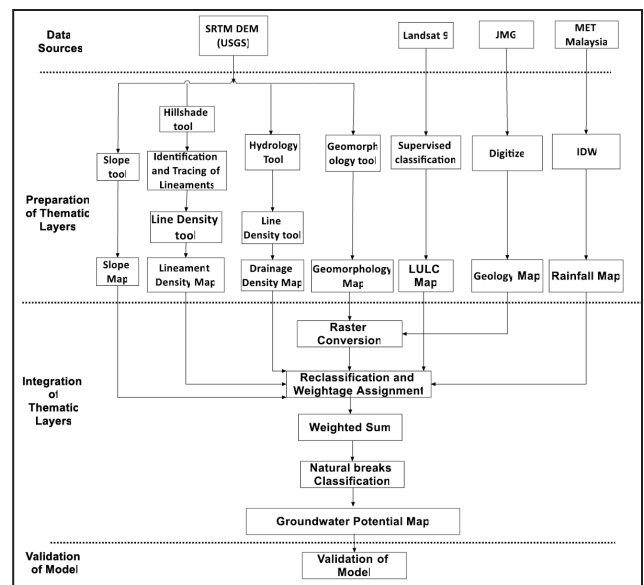 Data
Sources
SRTM DEM
(USGS)
Landsat 9
JMG
MET
Malaysia
Preparation
of Thematic
Layers
Slope
tool
Hillshade
tool
Identification
and Tracing of
Lineaments
Line Density
tool
Hydrology
Tool
Line
Density tool
Geomorph
ology tool
Supervised
classification
Digitize
IDW
Slope
Map
Lineament
Density Map
Drainage
Density Map
Geomorphology
Map
LULC
Map
Geology Map
Rainfall Map
Integration
of
Thematic
Layers
Raster
Conversion
Reclassification and
Weightage Assignment
Weighted Sum
Natural breaks
Classification
Groundwater Potential Map
Validation
of Model
Validation of
Model